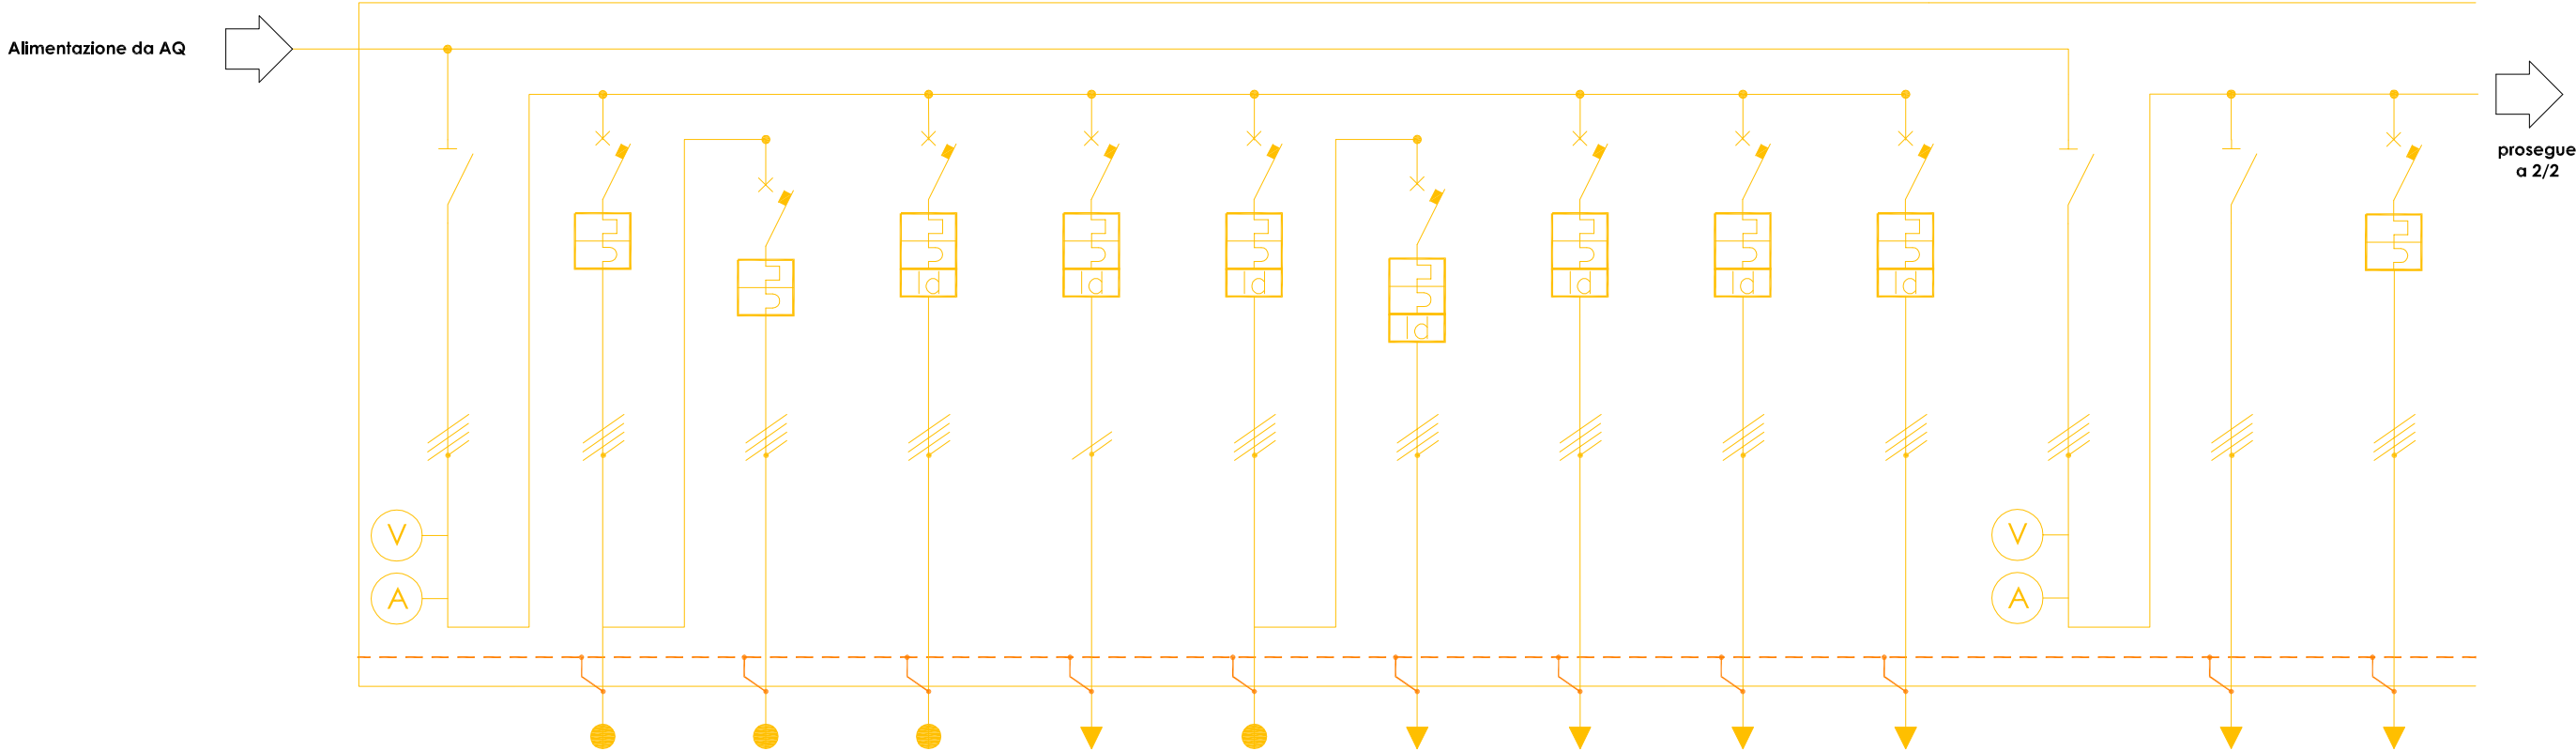 Alimentazione da AQ
prosegue
a 2/2
Id
Id
Id
Id
Id
Id
Id
V
A
V
A